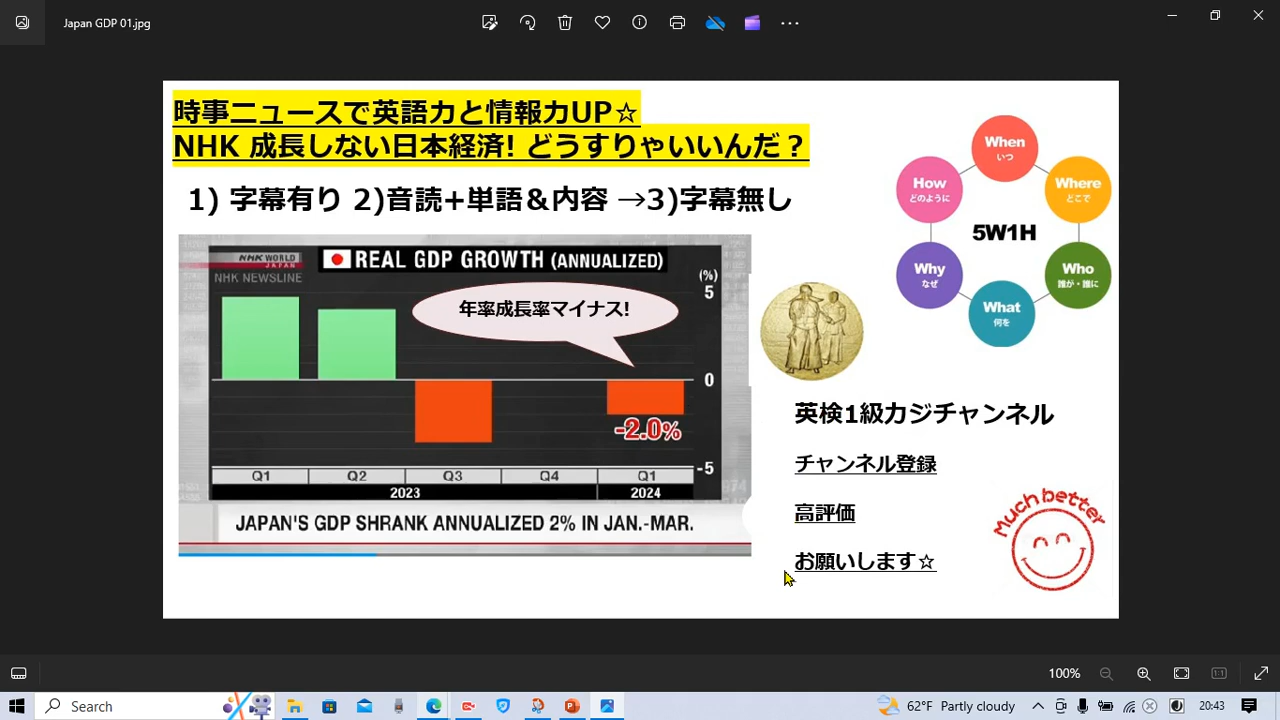 Japan GDP 01.jpg
時事ニュースで英語力と情報力UP☆
NHK 成長しない日本経済! どうすりゃいいんだ？
1) 字幕有り 2)音読+単語＆内容 →3)字幕無し
NHK WORLD
JAPAN
NHK NEWSLINE
REAL GDP GROWTH (ANNUALIZED)
(%)
5
年率成長率マイナス!
0
-2.0%
-5
Q1 Q2 Q3 Q4 Q1
2023 2024
JAPAN'S GDP SHRANK ANNUALIZED 2% IN JAN.-MAR.
When
いつ
How
どのように
Where
どこで
5W1H
Why
なぜ
Who
誰が・誰に
What
何を
英検1級カジチャンネル
チャンネル登録
高評価
お願いします☆
Much better
100%
1:1
Search
62°F Partly cloudy
20:43